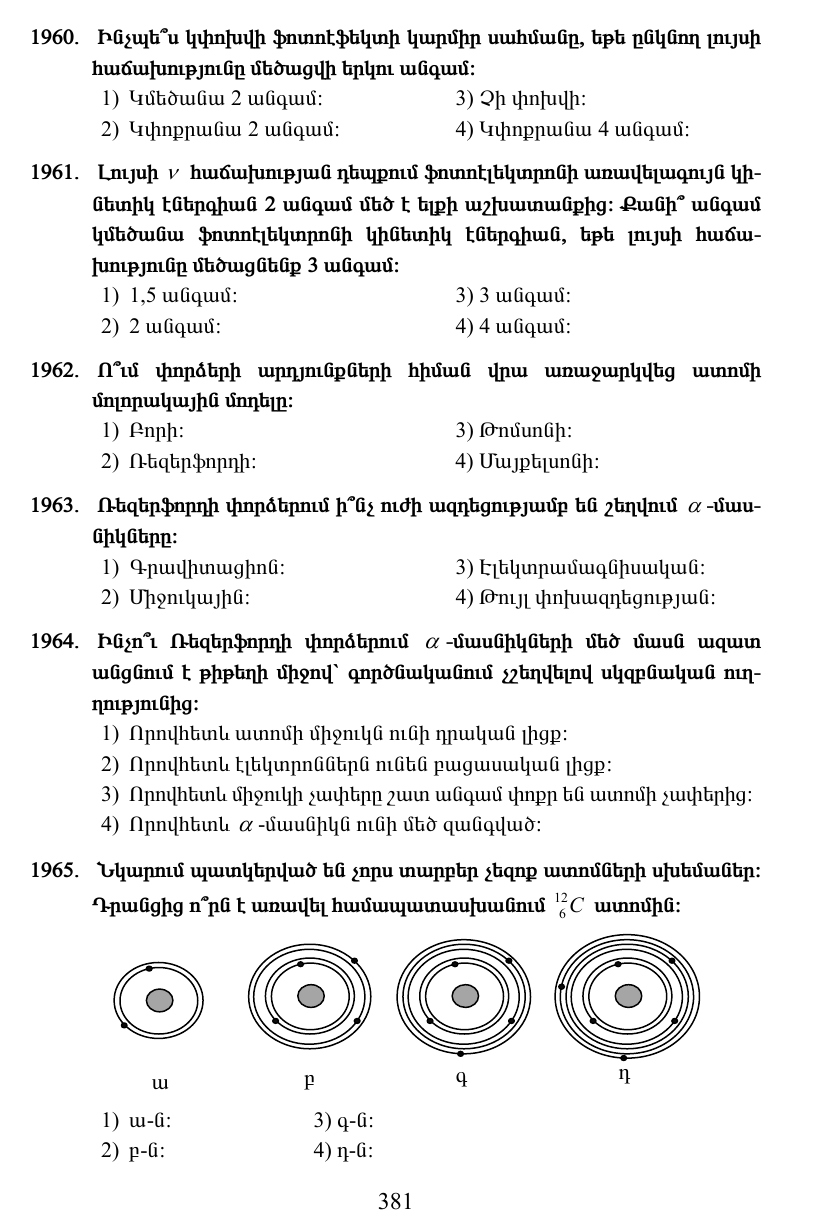 1960. Ինչպե՞ս կփոխվի ֆոտոէֆեկտի կարմիր սահմանը, եթե ընկնող լույսի
հաճախությունը մեծացվի երկու անգամ:
1) Կմեծանա 2 անգամ: 3) Չի փոխվի:
2) Կփոքրանա 2 անգամ: 4) Կփոքրանա 4 անգամ:
1961. Լույսի ν հաճախության դեպքում ֆոտոէլեկտրոնի առավելագույն կի-
նետիկ էներգիան 2 անգամ մեծ է ելքի աշխատանքից: Քանի՞ անգամ
կմեծանա ֆոտոէլեկտրոնի կինետիկ էներգիան, եթե լույսի հաճա-
խությունը մեծացնենք 3 անգամ:
1) 1,5 անգամ: 3) 3 անգամ:
2) 2 անգամ: 4) 4 անգամ:
1962. Ո՞ւմ փորձերի արդյունքների հիման վրա առաջարկվեց ատոմի
մոլորակային մոդելը:
1) Բորի: 3) Թոմսոնի:
2) Ռեզերֆորդի: 4) Մայքելսոնի:
1963. Ռեզերֆորդի փորձերում ի՞նչ ուժի ազդեցությամբ են շեղվում α -մաս-
նիկները:
1) Գրավիտացիոն: 3) Էլեկտրամագնիսական:
2) Միջուկային: 4) Թույլ փոխազդեցության:
1964. Ինչո՞ւ Ռեզերֆորդի փորձերում α -մասնիկների մեծ մասն ազատ
անցնում է թիթեղի միջով՝ գործնականում չշեղվելով սկզբնական ուղ-
ղությունից:
1) Որովհետև ատոմի միջուկն ունի դրական լիցք:
2) Որովհետև էլեկտրոններն ունեն բացասական լիցք:
3) Որովհետև միջուկի չափերը շատ անգամ փոքր են ատոմի չափերից:
4) Որովհետև α -մասնիկն ունի մեծ զանգված:
1965. Նկարում պատկերված են չորս տարբեր չեզոք ատոմների սխեմաներ:
Դրանցից ո՞րն է առավել համապատասխանում ¹²₆C ատոմին:
ա բ գ դ
1) ա-ն: 3) գ-ն:
2) բ-ն: 4) դ-ն:
381